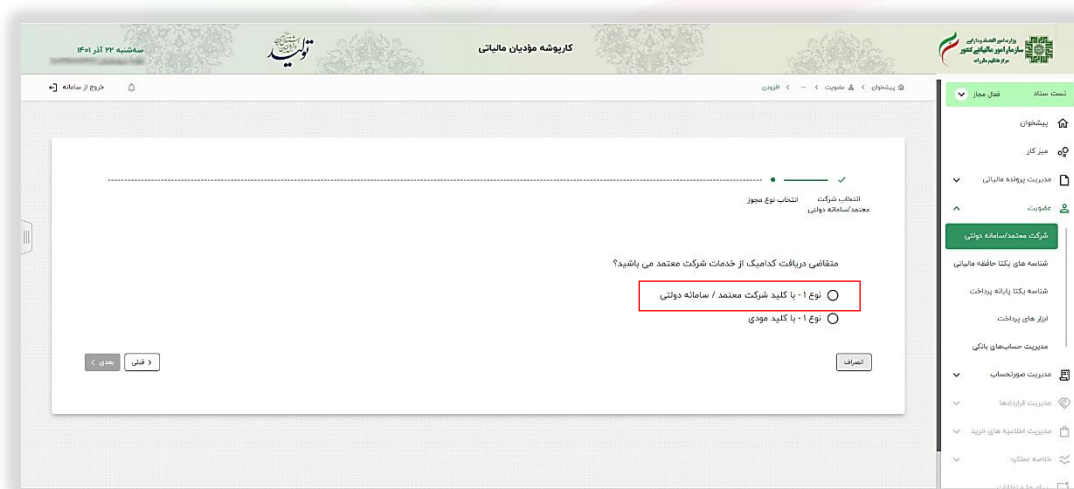 وزارت امور اقتصاد و دارایی
سازمان امور مالیاتی کشور
کارپوشه مؤدیان مالیاتی
تولید
سه‌شنبه ۲۲ آذر ۱۴۰۱
تست ستاد
فعال مجاز
پیشخوان
میز کار
مدیریت پرونده مالیاتی
عضویت
شرکت معتمد/سامانه دولتی
شناسه های یکتا حافظه مالیاتی
شناسه یکتا پایانه پرداخت
ابزار های پرداخت
مدیریت حساب‌های بانکی
مدیریت صورتحساب
مدیریت قراردادها
مدیریت اظلاعیه های خرید
خلاصه عملکرد
پیشخوان > عضویت > - > افزودن
خروج از سامانه
انتخاب شرکت
معتمد/سامانه دولتی
انتخاب نوع مجوز
متقاضی دریافت کدامیک از خدمات شرکت معتمد می باشید؟
نوع ۱ - با کلید شرکت معتمد / سامانه دولتی
نوع ۱ - با کلید مودی
انصراف
قبلی
بعدی